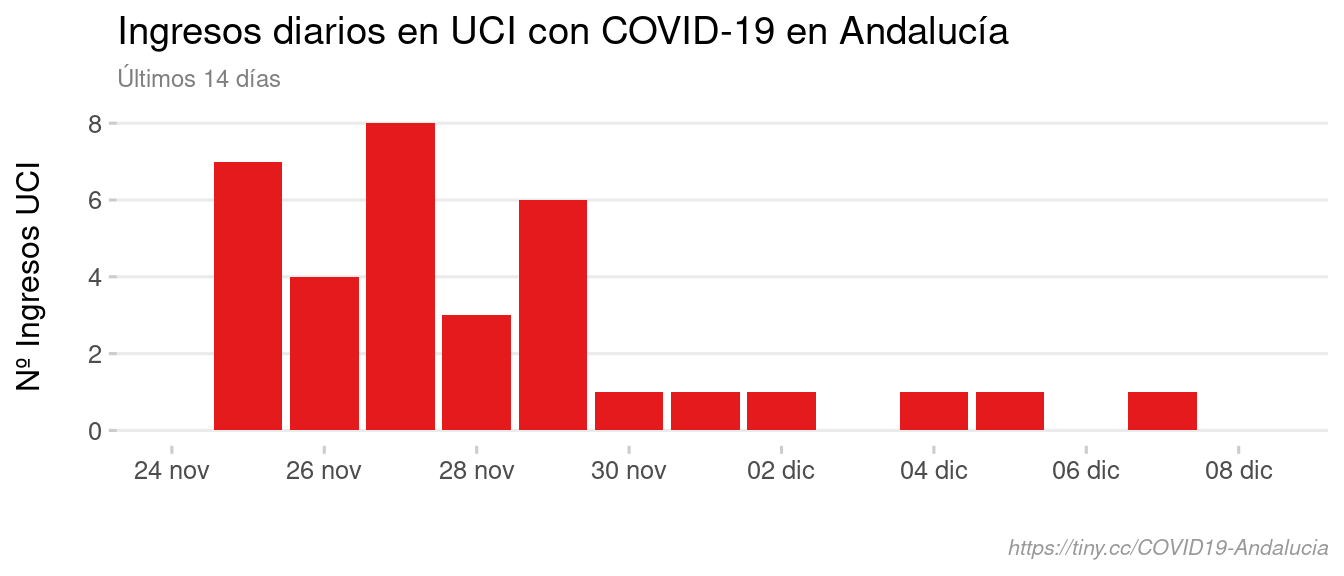 Ingresos diarios en UCI con COVID-19 en Andalucía
Últimos 14 días
Nº Ingresos UCI
8
6
4
2
0
24 nov 26 nov 28 nov 30 nov 02 dic 04 dic 06 dic 08 dic
https://tiny.cc/COVID19-Andalucia